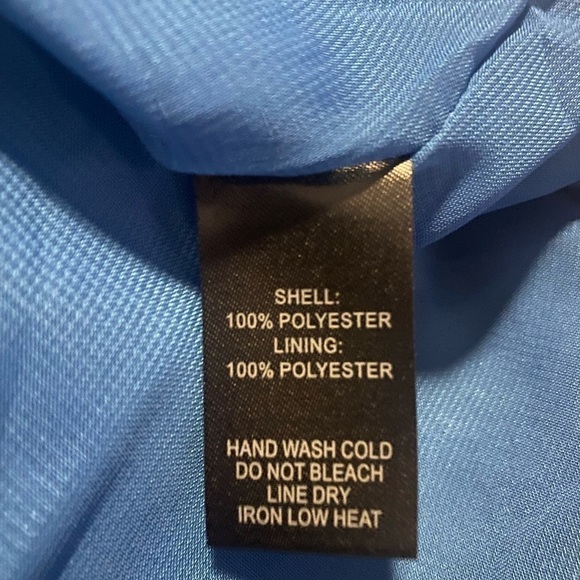 SHELL:
100% POLYESTER
LINING:
100% POLYESTER
HAND WASH COLD
DO NOT BLEACH
LINE DRY
IRON LOW HEAT